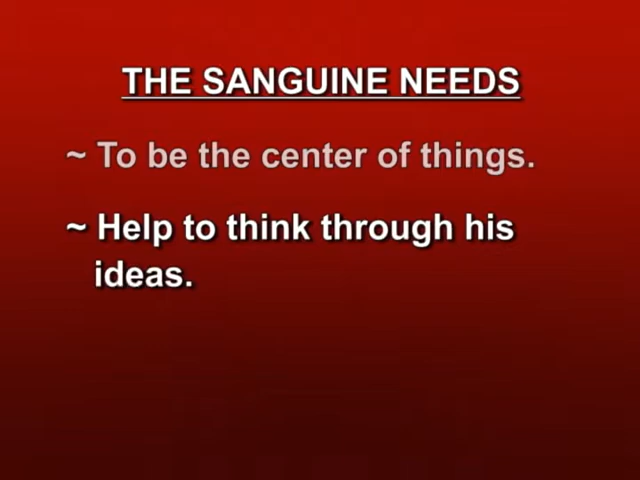 THE SANGUINE NEEDS
~ To be the center of things.
~ Help to think through his
ideas.